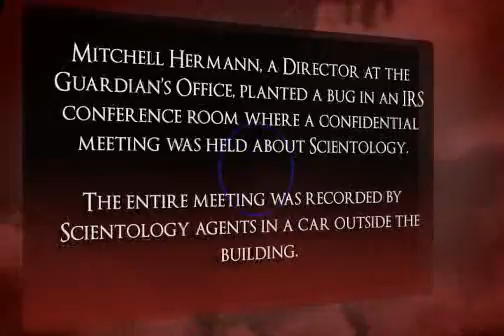 Mitchell Hermann, a Director at the
Guardian's Office, planted a bug in an IRS
conference room where a confidential
meeting was held about Scientology.
The entire meeting was recorded by
Scientology agents in a car outside the
building.